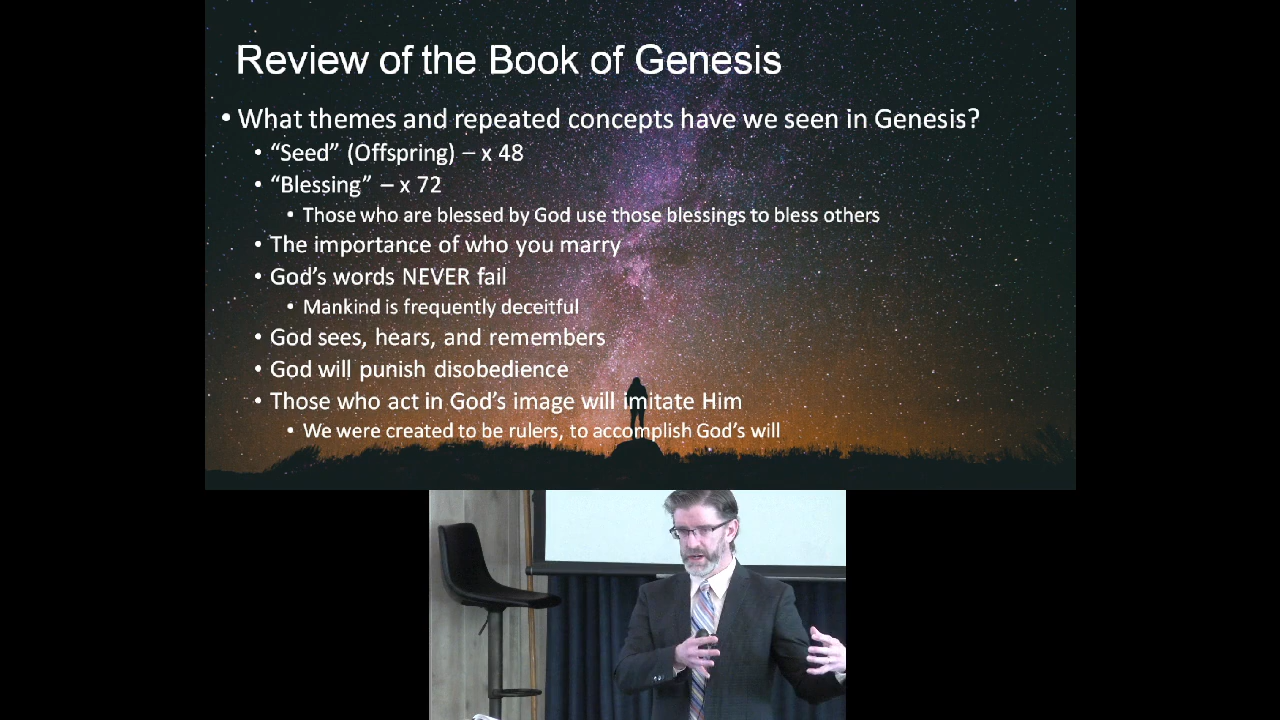 Review of the Book of Genesis
• What themes and repeated concepts have we seen in Genesis?
• “Seed” (Offspring) – x 48
• “Blessing” – x 72
• Those who are blessed by God use those blessings to bless others
• The importance of who you marry
• God’s words NEVER fail
• Mankind is frequently deceitful
• God sees, hears, and remembers
• God will punish disobedience
• Those who act in God’s image will imitate Him
• We were created to be rulers, to accomplish God’s will